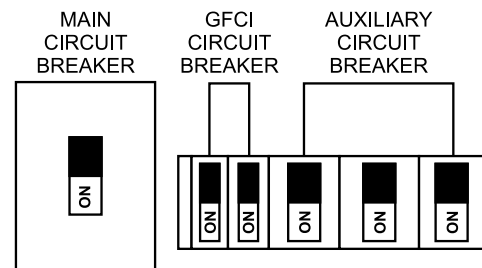 MAIN
CIRCUIT
BREAKER
GFCI
CIRCUIT
BREAKER
AUXILIARY
CIRCUIT
BREAKER
ON
ON
ON
ON
ON
ON